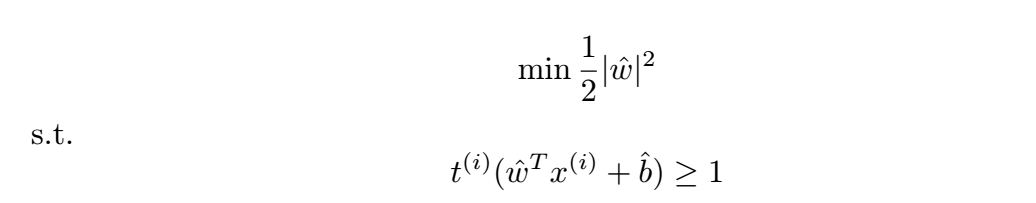 min 1/2 |ŵ|²
s.t.
t⁽ⁱ⁾(ŵᵀx⁽ⁱ⁾ + b̂) ≥ 1